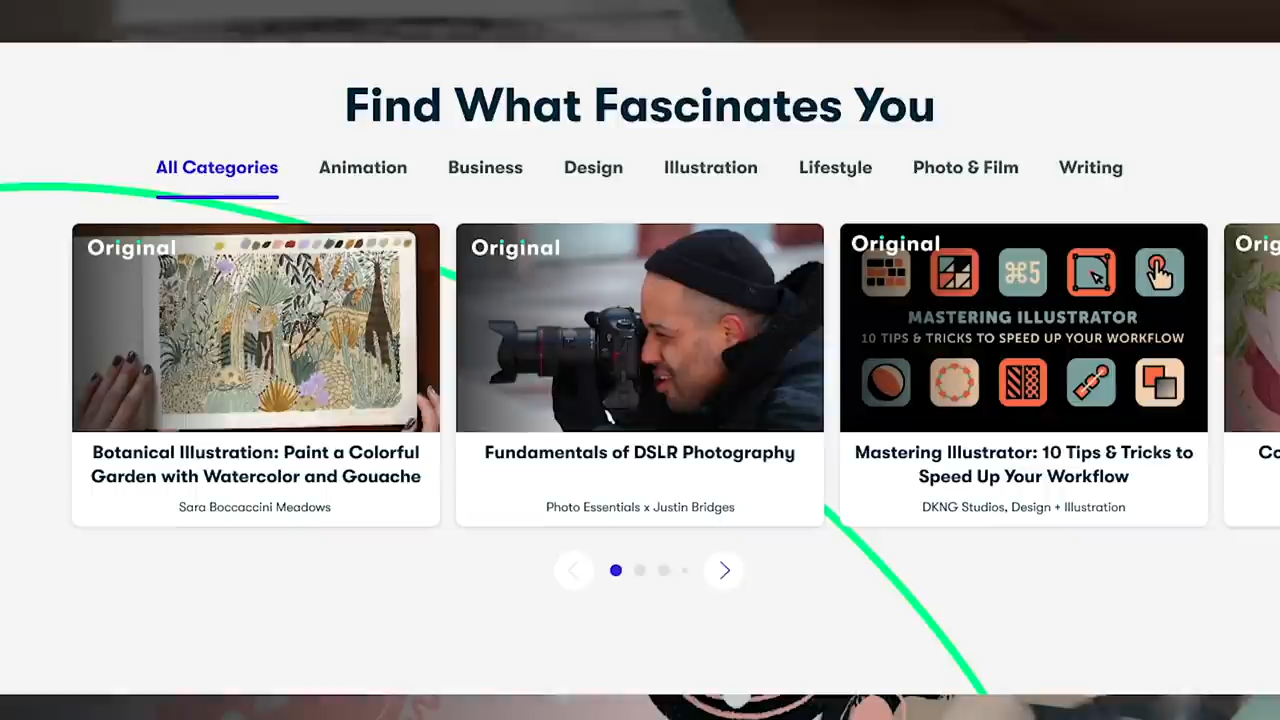 Find What Fascinates You
All Categories Animation Business Design Illustration Lifestyle Photo & Film Writing
Original
Botanical Illustration: Paint a Colorful
Garden with Watercolor and Gouache
Sara Boccaccini Meadows
Original
Fundamentals of DSLR Photography
Photo Essentials x Justin Bridges
Original
⌘5
MASTERING ILLUSTRATOR
10 TIPS & TRICKS TO SPEED UP YOUR WORKFLOW
Mastering Illustrator: 10 Tips & Tricks to
Speed Up Your Workflow
DKNG Studios, Design + Illustration
Orig
Co